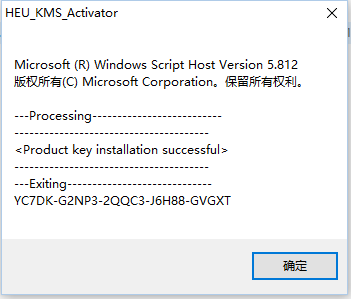 HEU_KMS_Activator
Microsoft (R) Windows Script Host Version 5.812
版权所有(C) Microsoft Corporation。保留所有权利。
---Processing--------------------------
---------------------------------------
<Product key installation successful>
---------------------------------------
---Exiting-----------------------------
YC7DK-G2NP3-2QQC3-J6H88-GVGXT
确定